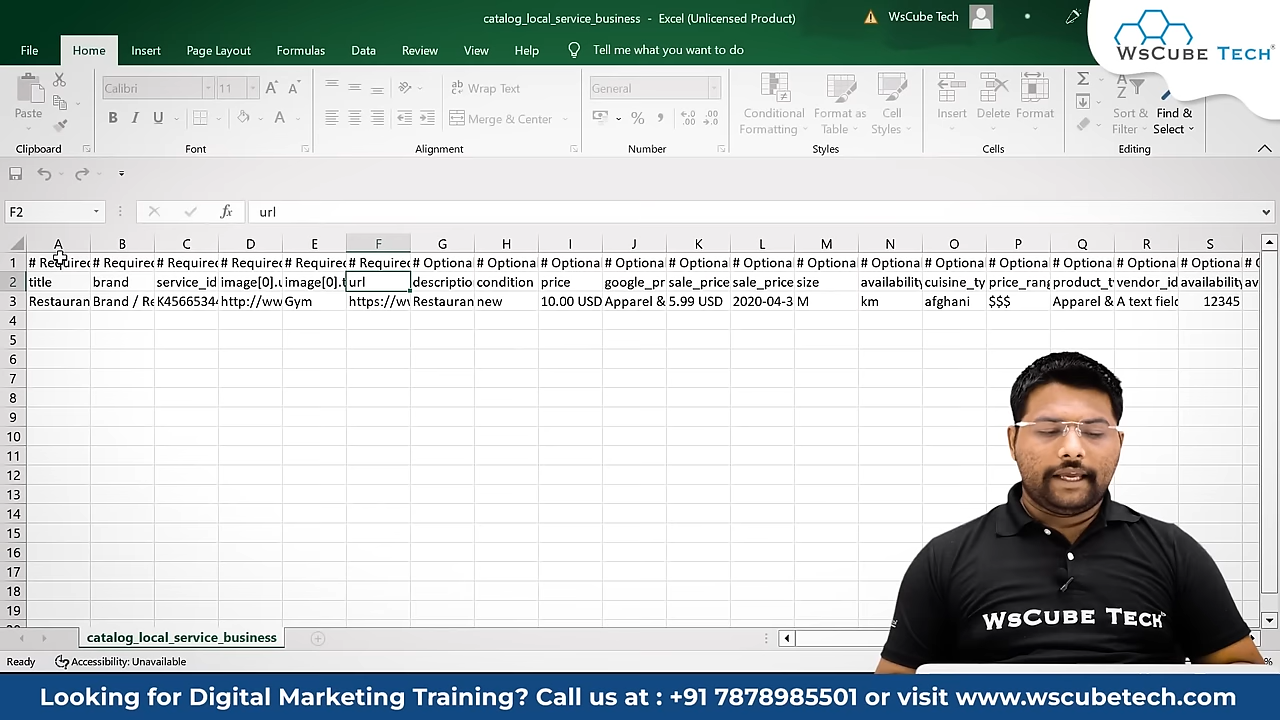 catalog_local_service_business - Excel (Unlicensed Product)
WsCube Tech
WSCUBE TECH
File Home Insert Page Layout Formulas Data Review View Help Tell me what you want to do
Paste
Calibri 11
B I U
Wrap Text
Merge & Center
General
Conditional Formatting
Format as Table
Cell Styles
Insert Delete Format
Sort & Filter
Find & Select
Clipboard Font Alignment Number Styles Cells Editing
F2 fx url
A B C D E F G H I J K L M N O P Q R S
1 # Required # Required # Required # Required # Required # Required # Optiona # Optiona # Optiona # Optiona # Optiona # Optiona # Optiona # Optiona # Optiona # Optiona # Optiona # Optiona # Optiona
2 title brand service_id image[0].u image[0].t url descriptio condition price google_pr sale_price sale_price size availability cuisine_ty price_rang product_t vendor_id availability av
3 Restauran Brand / Re K4566534 http://ww Gym https://ww Restauran new 10.00 USD Apparel & 5.99 USD 2020-04-3 M km afghani $$$ Apparel & A text field 12345
4
5
6
7
8
9
10
11
12
13
14
15
16
17
18
19
WSCUBE TECH
catalog_local_service_business
Ready Accessibility: Unavailable
Looking for Digital Marketing Training? Call us at : +91 7878985501 or visit www.wscubetech.com